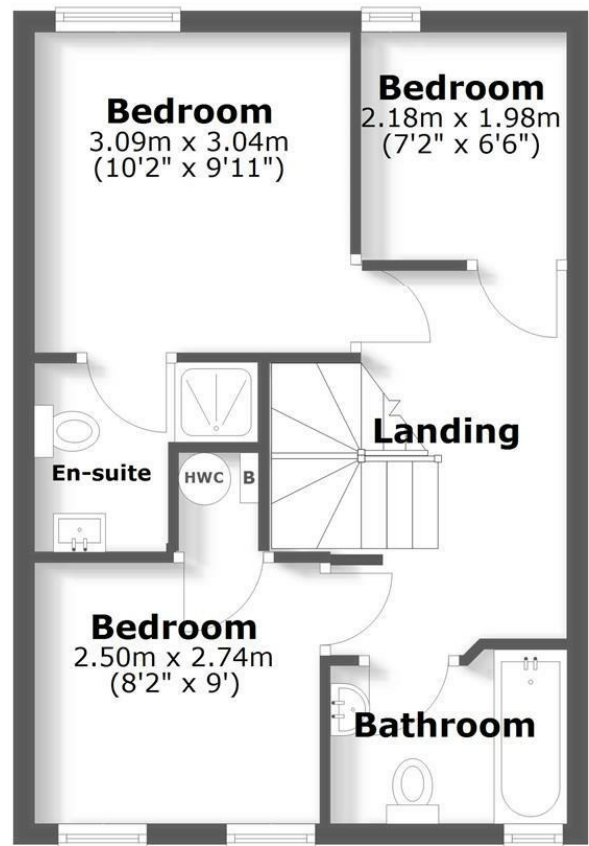 Bedroom
3.09m x 3.04m
(10'2" x 9'11")
Bedroom
2.18m x 1.98m
(7'2" x 6'6")
Landing
En-suite
HWC
B
Bedroom
2.50m x 2.74m
(8'2" x 9')
Bathroom